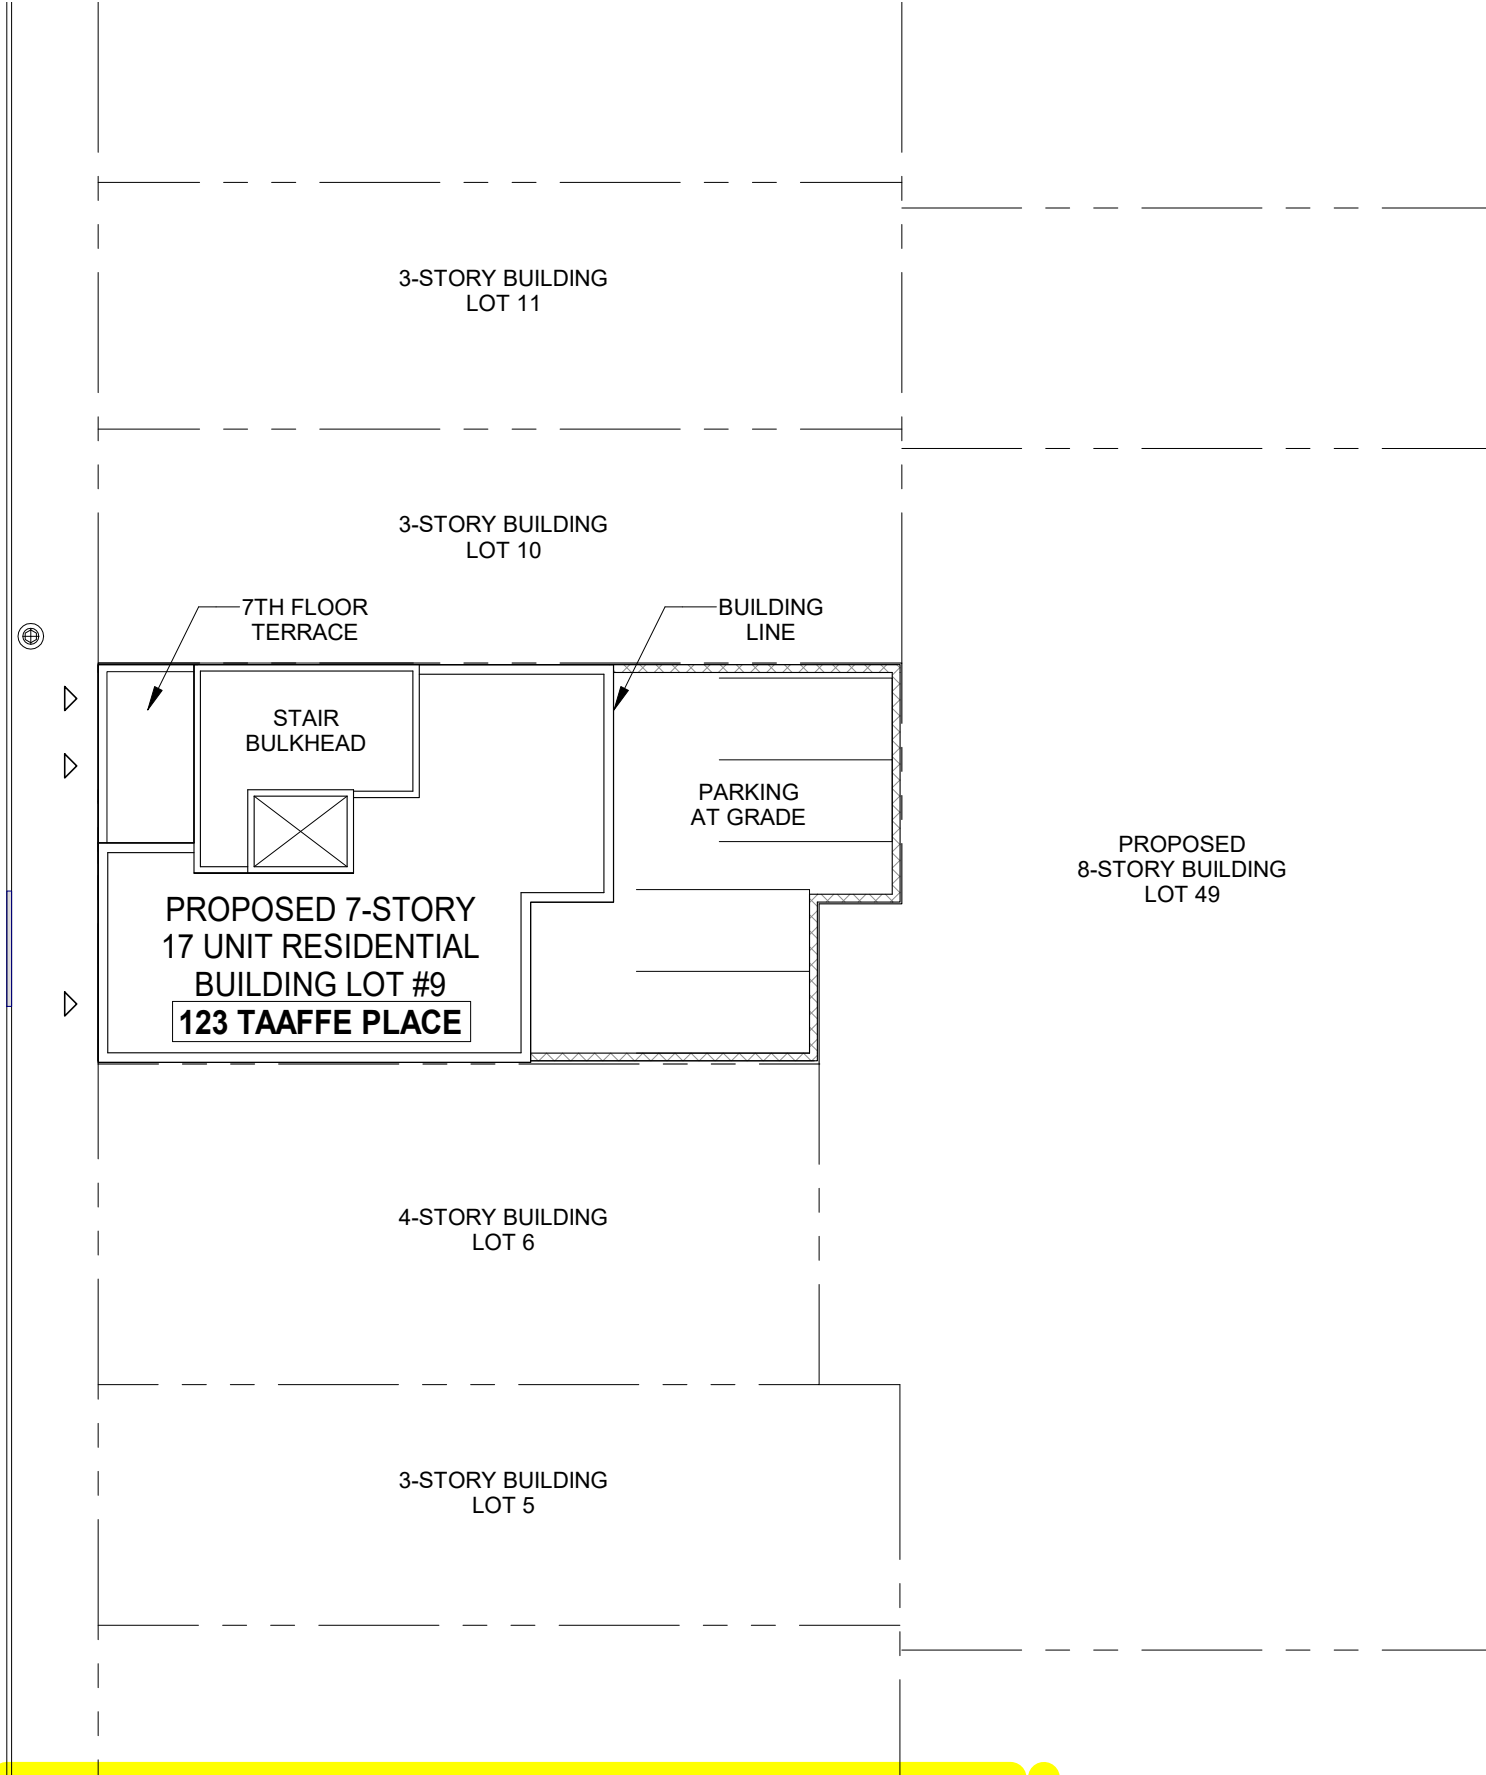 3-STORY BUILDING
LOT 11
3-STORY BUILDING
LOT 10
7TH FLOOR
TERRACE
BUILDING
LINE
STAIR
BULKHEAD
PARKING
AT GRADE
PROPOSED
8-STORY BUILDING
LOT 49
PROPOSED 7-STORY
17 UNIT RESIDENTIAL
BUILDING LOT #9
123 TAAFFE PLACE
4-STORY BUILDING
LOT 6
3-STORY BUILDING
LOT 5